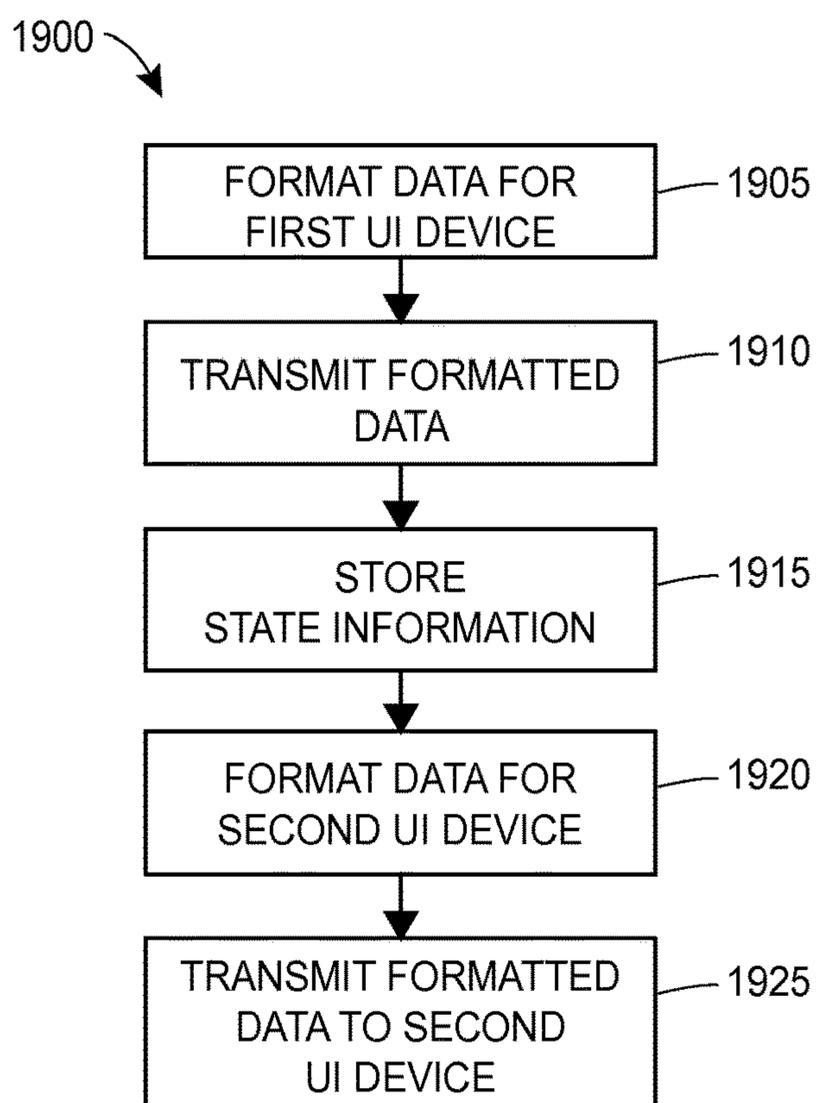 1900
FORMAT DATA FOR
FIRST UI DEVICE
1905
TRANSMIT FORMATTED
DATA
1910
STORE
STATE INFORMATION
1915
FORMAT DATA FOR
SECOND UI DEVICE
1920
TRANSMIT FORMATTED
DATA TO SECOND
UI DEVICE
1925